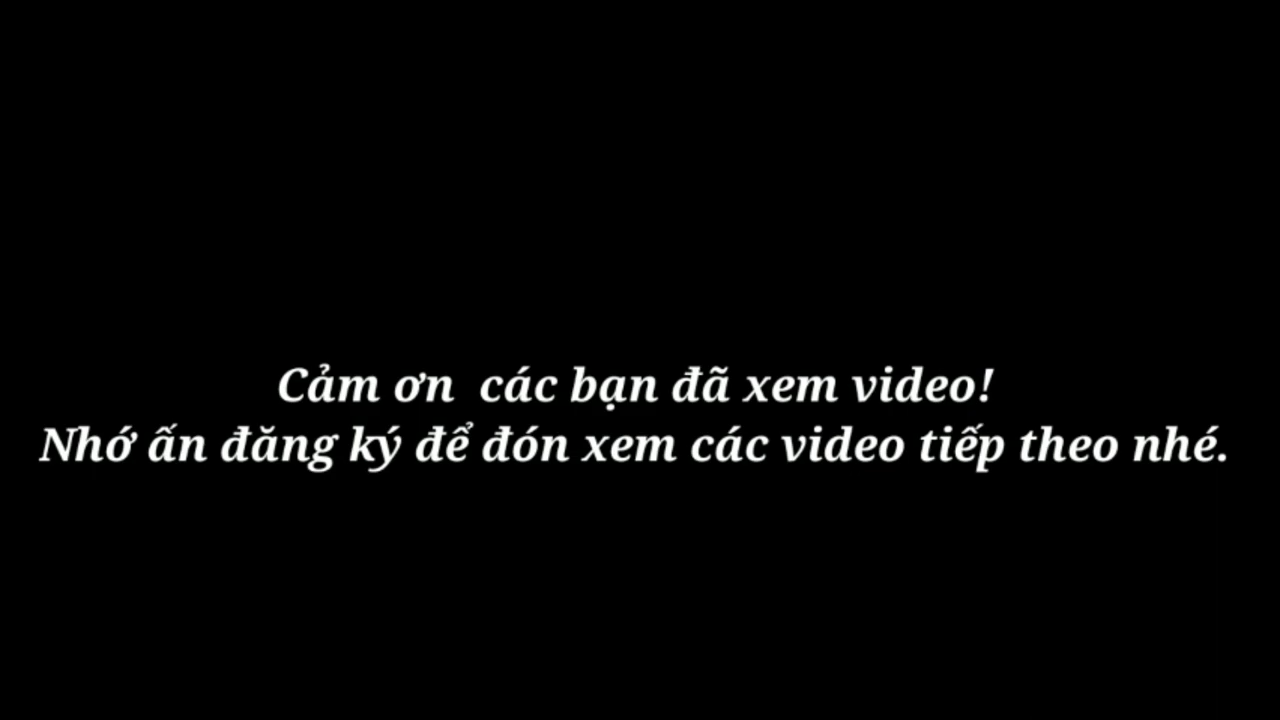 Cảm ơn  các bạn đã xem video!
Nhớ ấn đăng ký để đón xem các video tiếp theo nhé.